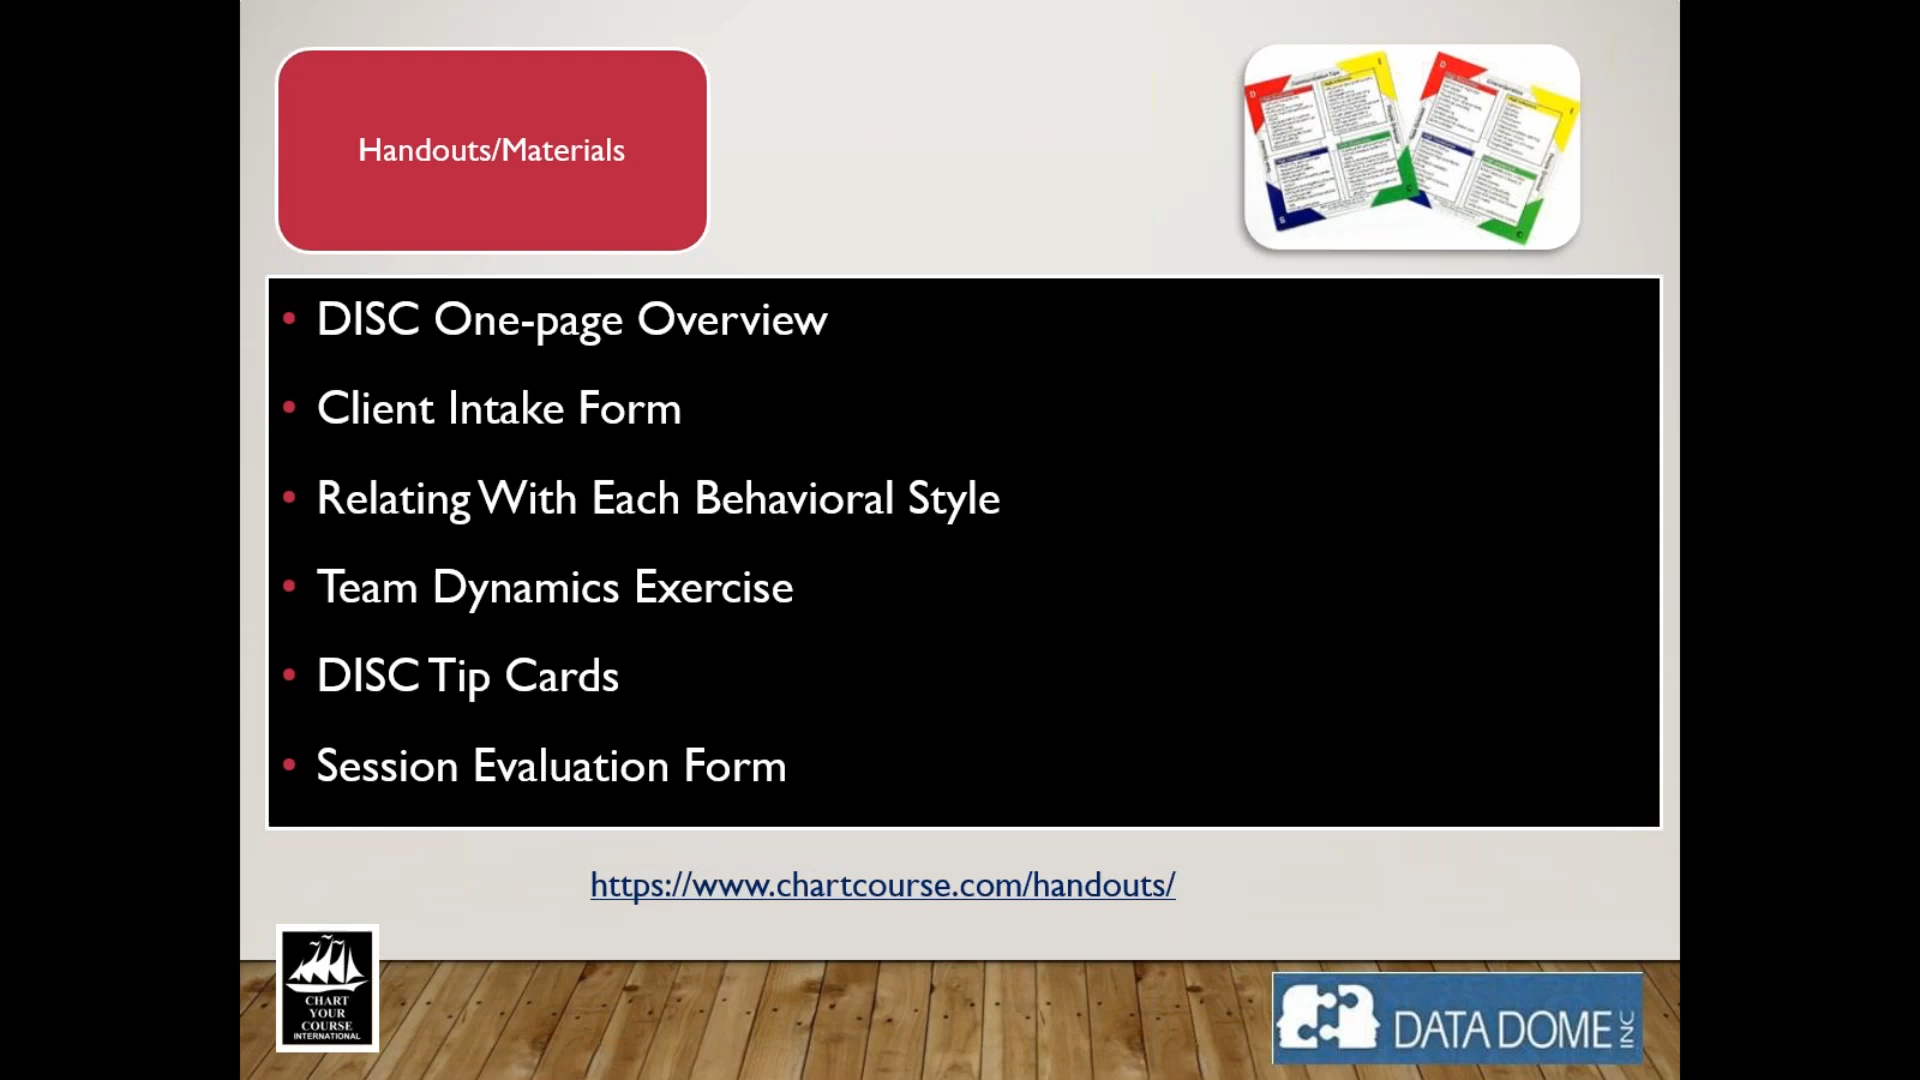 Handouts/Materials
• DISC One-page Overview
• Client Intake Form
• Relating With Each Behavioral Style
• Team Dynamics Exercise
• DISC Tip Cards
• Session Evaluation Form
https://www.chartcourse.com/handouts/
CHART
YOUR
COURSE
INTERNATIONAL
DATA DOME INC